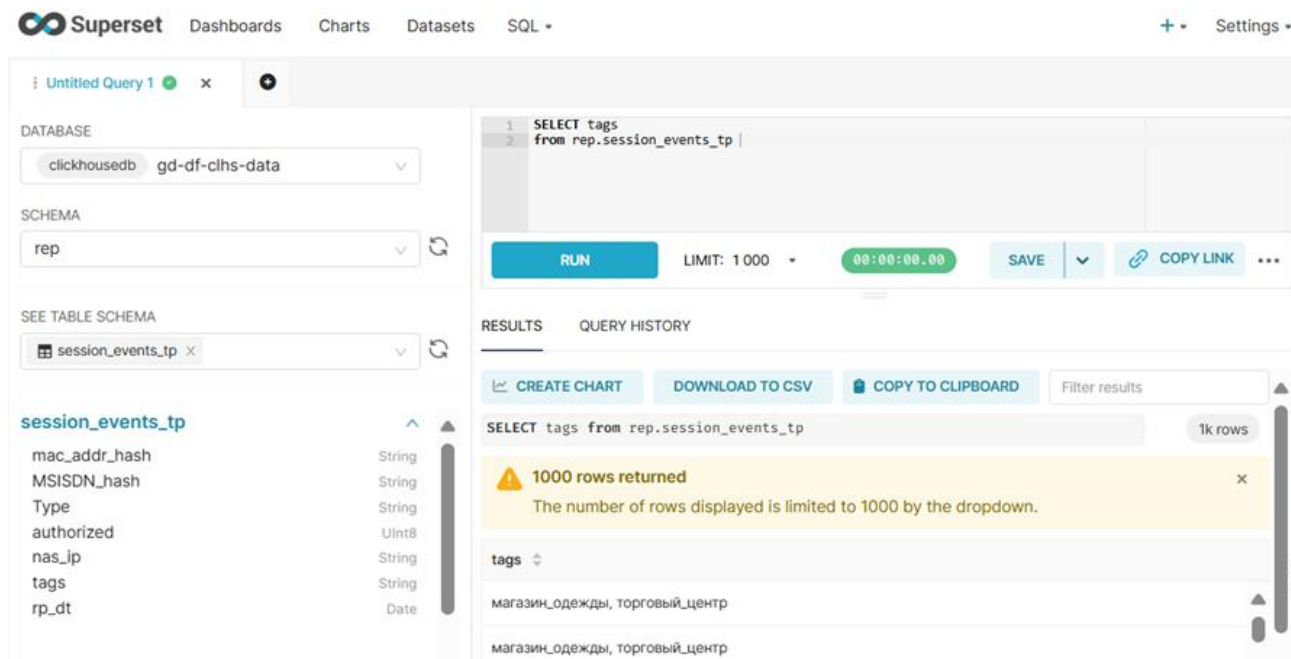 Superset Dashboards Charts Datasets SQL Settings
Untitled Query 1
DATABASE
clickhousedb gd-df-clhs-data
SCHEMA
rep
SEE TABLE SCHEMA
session_events_tp
session_events_tp
mac_addr_hash String
MSISDN_hash String
Type String
authorized UInt8
nas_ip String
tags String
rp_dt Date
1 SELECT tags
2 from rep.session_events_tp
RUN LIMIT: 1 000 00:00:00.00 SAVE COPY LINK
RESULTS QUERY HISTORY
CREATE CHART DOWNLOAD TO CSV COPY TO CLIPBOARD Filter results
SELECT tags from rep.session_events_tp 1k rows
1000 rows returned
The number of rows displayed is limited to 1000 by the dropdown.
tags
магазин_одежды, торговый_центр
магазин_одежды, торговый_центр